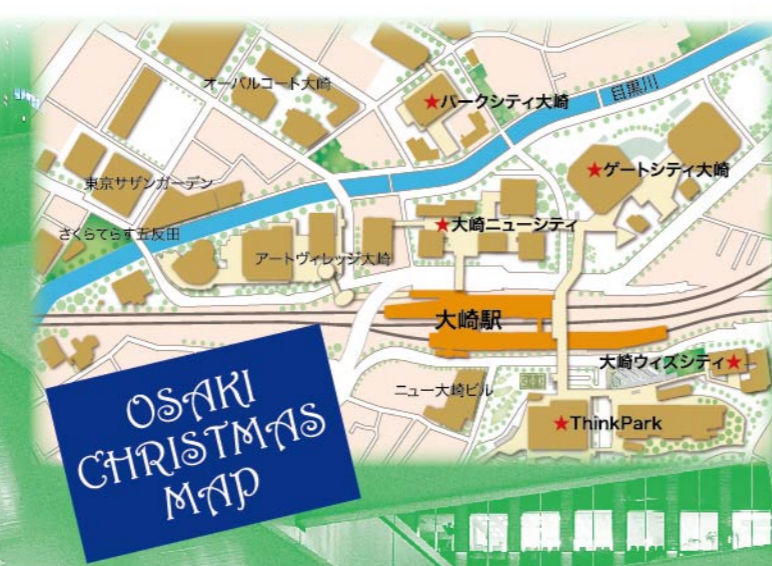 オーバルコート大崎
★パークシティ大崎
目黒川
★ゲートシティ大崎
東京サザンガーデン
★大崎ニューシティ
さくらてらす五反田
アートヴィレッジ大崎
大崎駅
大崎ウィズシティ★
ニュー大崎ビル
★ThinkPark
OSAKI
CHRISTMAS
MAP